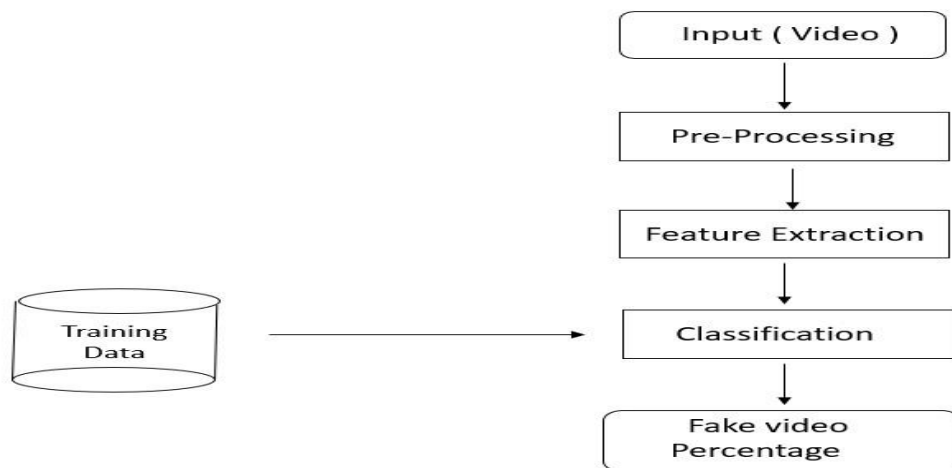 Input ( Video )
Pre-Processing
Feature Extraction
Training
Data
Classification
Fake video
Percentage